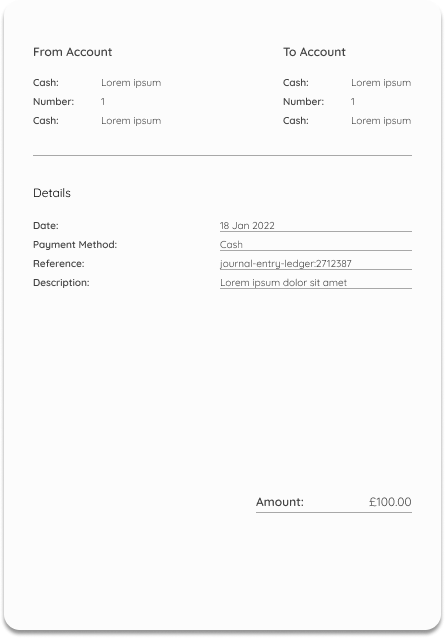 From Account To Account
Cash: Lorem ipsum Cash: Lorem ipsum
Number: 1 Number: 1
Cash: Lorem ipsum Cash: Lorem ipsum
Details
Date: 18 Jan 2022
Payment Method: Cash
Reference: journal-entry-ledger:2712387
Description: Lorem ipsum dolor sit amet
Amount: £100.00